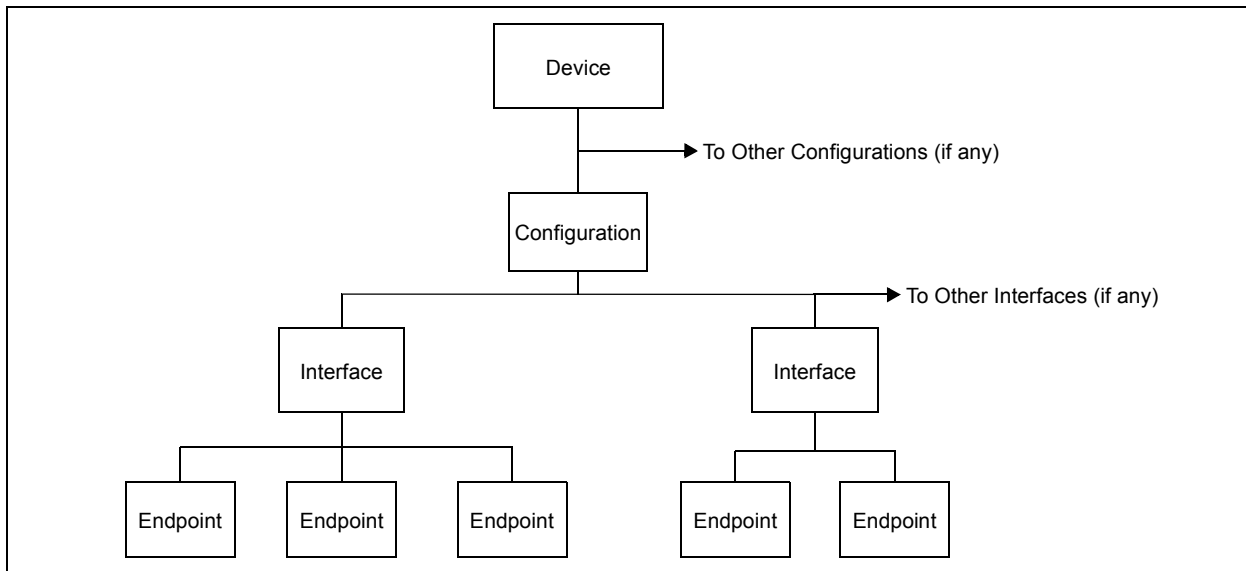 Device
To Other Configurations (if any)
Configuration
To Other Interfaces (if any)
Interface
Interface
Endpoint
Endpoint
Endpoint
Endpoint
Endpoint